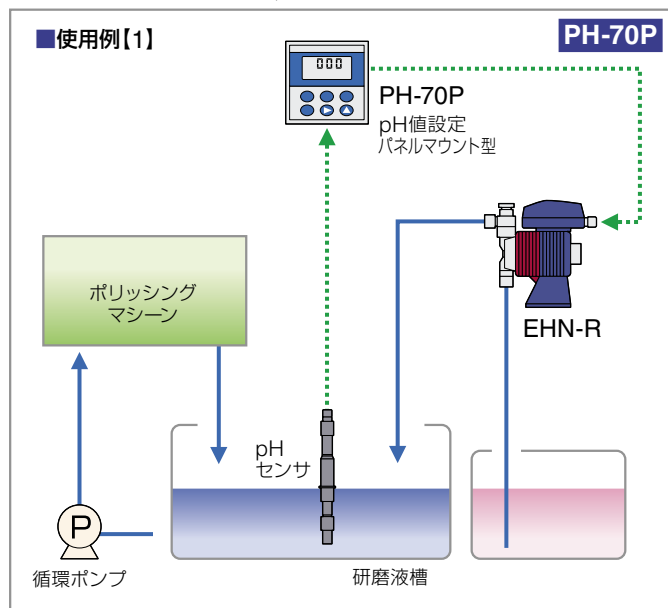 ■使用例【1】
PH-70P
000
PH-70P
pH値設定
パネルマウント型
ポリッシング
マシーン
EHN-R
pH
センサ
P
循環ポンプ
研磨液槽